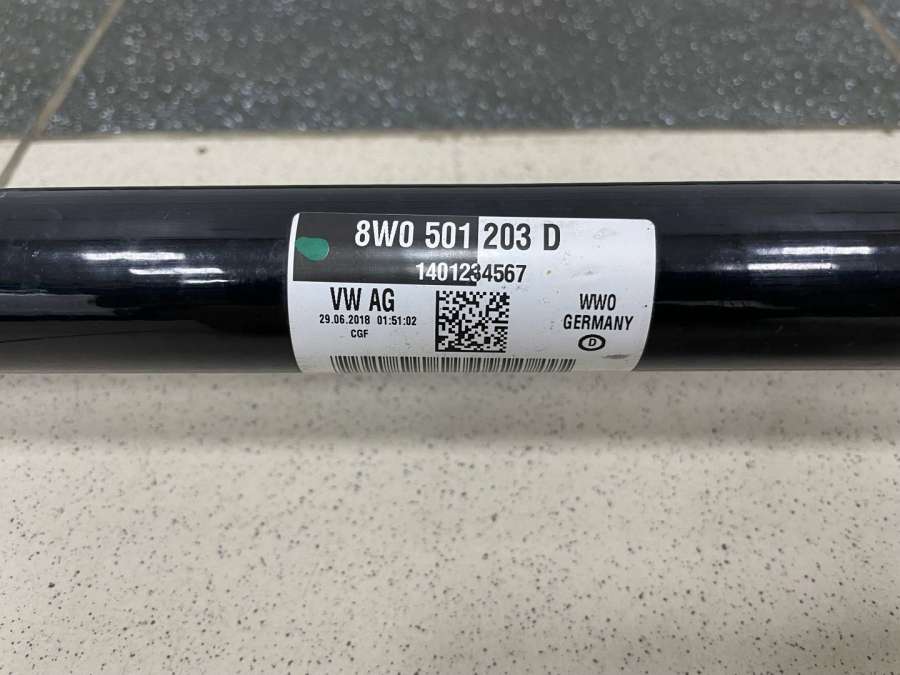 8W0 501 203 D
1401234567
VW AG
29.06.2018 01:51:02
CGF
WWO
GERMANY
D